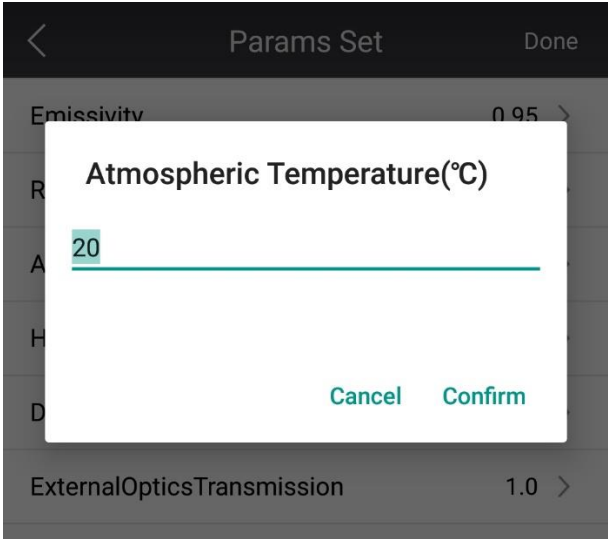 Params Set Done
Emissivity 0.95
Atmospheric Temperature(℃)
R
20
A
H
Cancel Confirm
D
ExternalOpticsTransmission 1.0